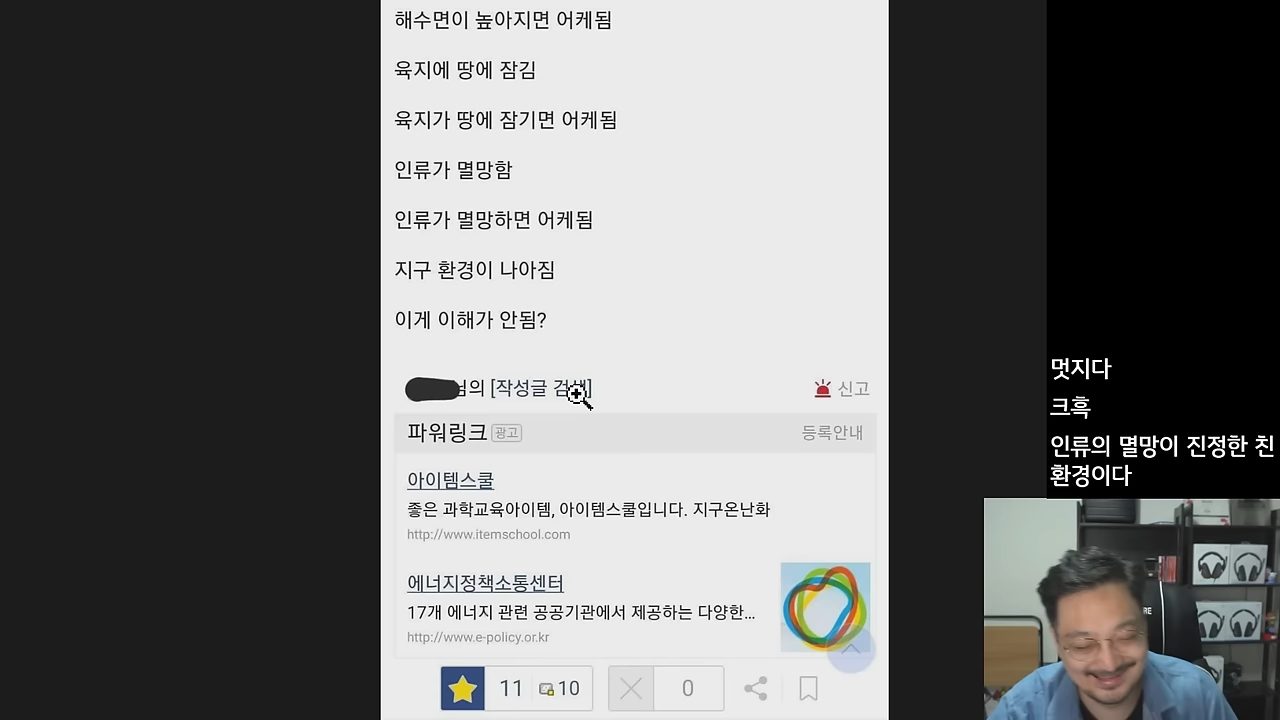 해수면이 높아지면 어케됨
육지에 땅에 잠김
육지가 땅에 잠기면 어케됨
인류가 멸망함
인류가 멸망하면 어케됨
지구 환경이 나아짐
이게 이해가 안됨?
님의 [작성글 검색]
신고
파워링크 광고
등록안내
아이템스쿨
좋은 과학교육아이템, 아이템스쿨입니다. 지구온난화
http://www.itemschool.com
에너지정책소통센터
17개 에너지 관련 공공기관에서 제공하는 다양한...
http://www.e-policy.or.kr
11 10
0
멋지다
크흑
인류의 멸망이 진정한 친
환경이다